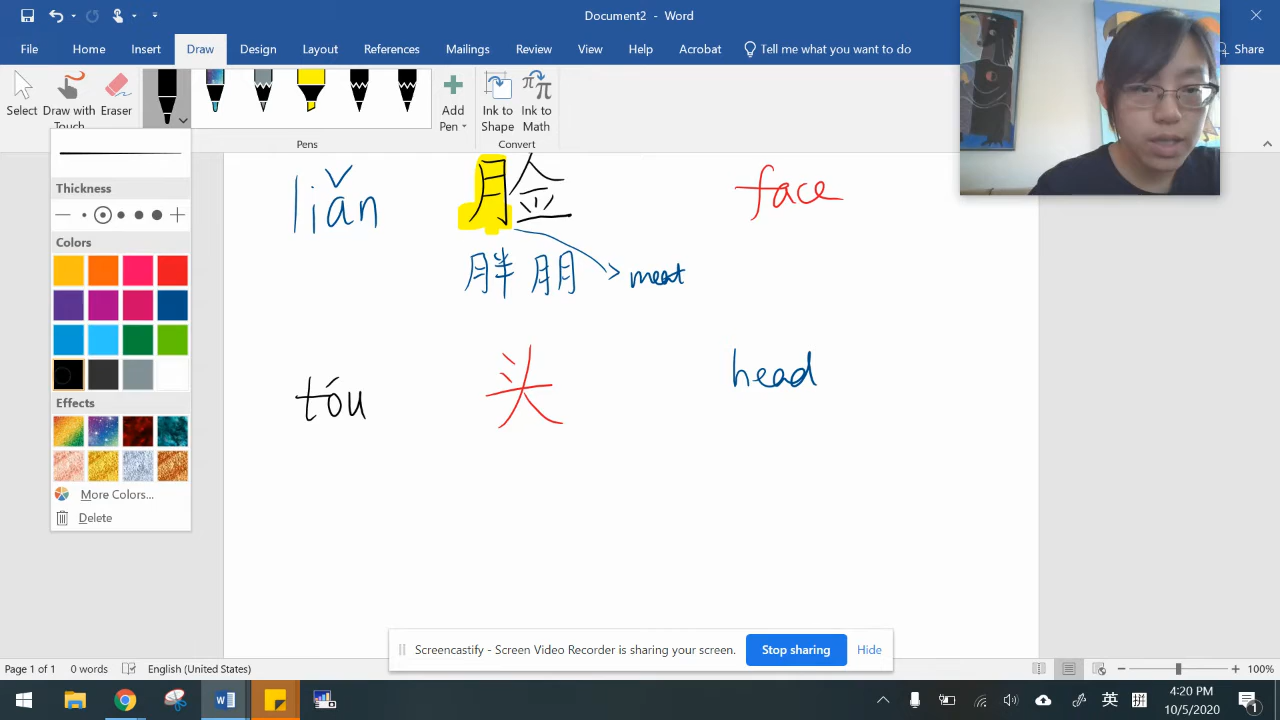 Document2 - Word
File Home Insert Draw Design Layout References Mailings Review View Help Acrobat Tell me what you want to do Share
Select Draw with Touch Eraser Add Pen Ink to Shape Ink to Math
Pens Convert
Thickness
Colors
Effects
More Colors...
Delete
liǎn 脸 face
胖 朋 meat
tóu 头 head
Screencastify - Screen Video Recorder is sharing your screen. Stop sharing Hide
Page 1 of 1 0 words English (United States) 100%
英 拼 4:20 PM
10/5/2020 1